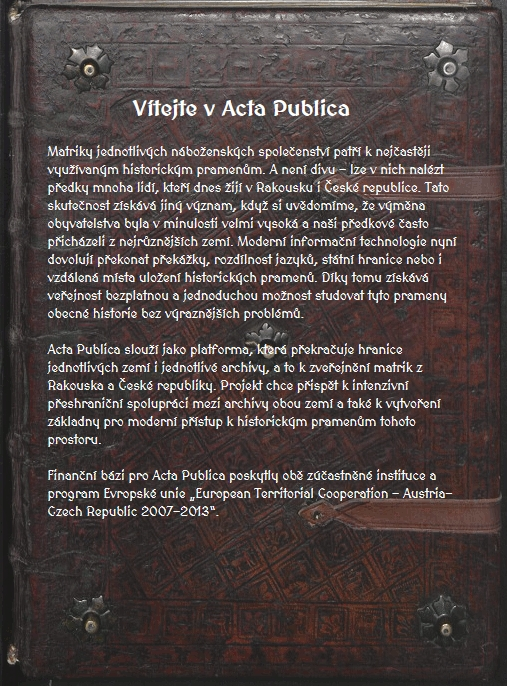 Vítejte v Acta Publica
Matriky jednotlivých náboženských společenství patří k nejčastěji
využívaným historickým pramenům. A není divu – lze v nich nalézt
předky mnoha lidí, kteří dnes žijí v Rakousku i České republice. Tato
skutečnost získává jiný význam, když si uvědomíme, že výměna
obyvatelstva byla v minulosti velmi vysoká a naši předkové často
přicházeli z nejrůznějších zemí. Moderní informační technologie nyní
dovolují překonat překážky, rozdílnost jazyků, státní hranice nebo i
vzdálená místa uložení historických pramenů. Díky tomu získává
veřejnost bezplatnou a jednoduchou možnost studovat tyto prameny
obecné historie bez výraznějších problémů.
Acta Publica slouží jako platforma, která překračuje hranice
jednotlivých zemí i jednotlivé archivy, a to k zveřejnění matrik z
Rakouska a České republiky. Projekt chce přispět k intenzivní
přeshraniční spolupráci mezi archivy obou zemí a také k vytvoření
základny pro moderní přístup k historickým pramenům tohoto
prostoru.
Finanční bázi pro Acta Publica poskytly obě zúčastněné instituce a
program Evropské unie „European Territorial Cooperation – Austria–
Czech Republic 2007–2013“.